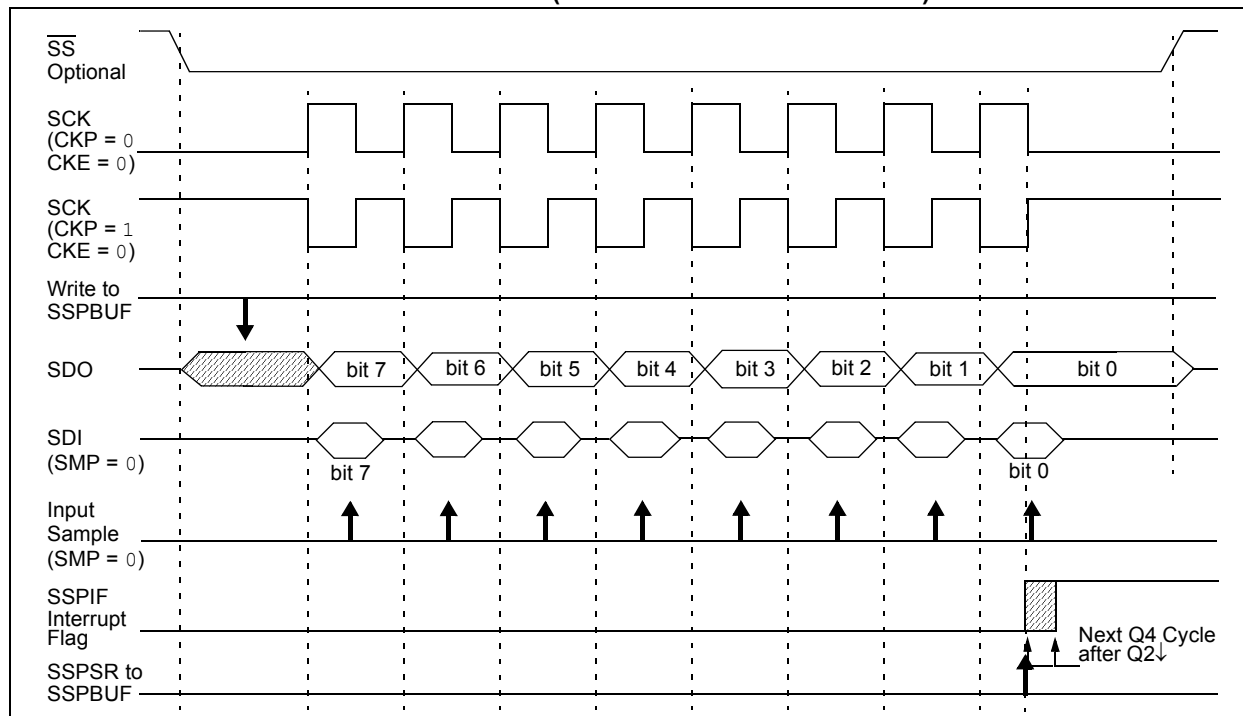 SS
Optional
SCK
(CKP = 0
CKE = 0)
SCK
(CKP = 1
CKE = 0)
Write to
SSPBUF
SDO
bit 7 bit 6 bit 5 bit 4 bit 3 bit 2 bit 1 bit 0
SDI
(SMP = 0)
bit 7 bit 0
Input
Sample
(SMP = 0)
SSPIF
Interrupt
Flag
Next Q4 Cycle
after Q2↓
SSPSR to
SSPBUF